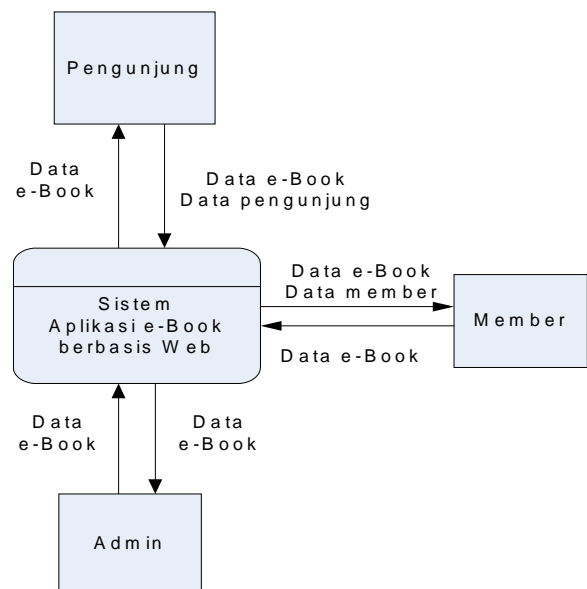 Pengunjung
Data
e-Book
Data e-Book
Data pengunjung
Sistem
Aplikasi e-Book
berbasis Web
Data e-Book
Data member
Member
Data e-Book
Data
e-Book
Data
e-Book
Admin